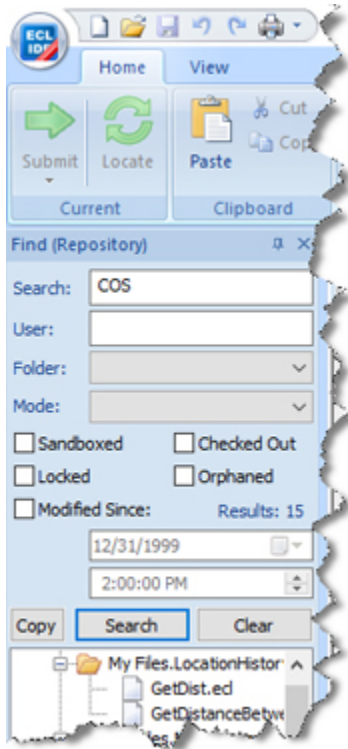 ECL
IDE
Home View
Cut
Submit Locate Paste
Current Clipboard
Find (Repository)
Search: COS
User:
Folder:
Mode:
Sandboxed Checked Out
Locked Orphaned
Modified Since: Results: 15
12/31/1999
2:00:00 PM
Copy Search Clear
My Files.LocationHistor
GetDist.ecl
GetDistanceBetwe